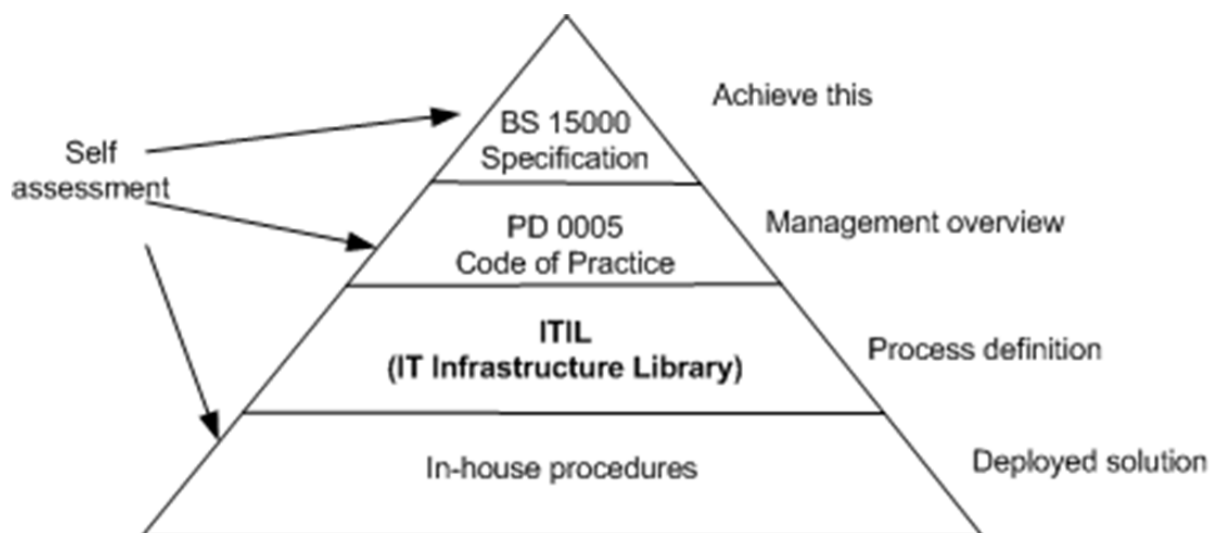 Achieve this
BS 15000
Specification
Self
assessment
PD 0005
Code of Practice
Management overview
ITIL
(IT Infrastructure Library)
Process definition
In-house procedures
Deployed solution